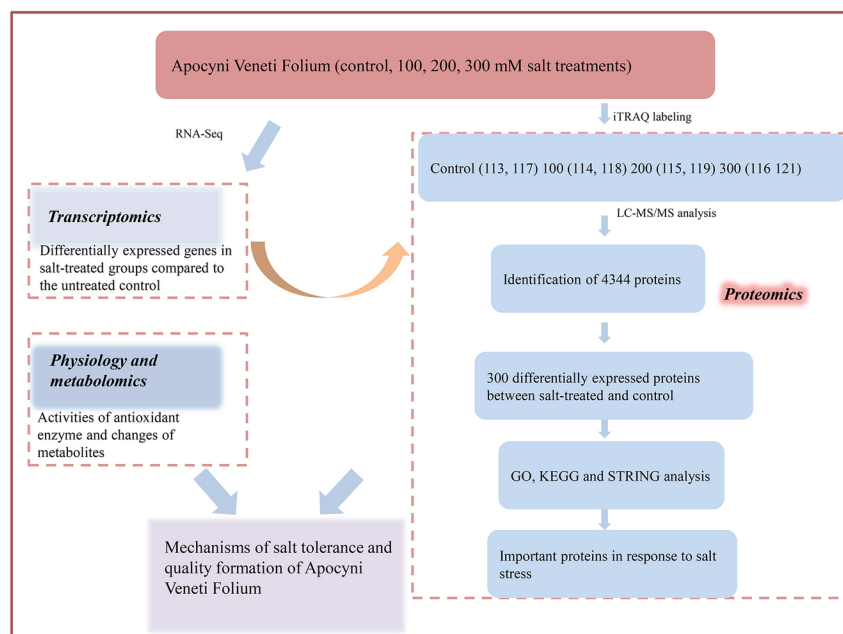 Apocyni Veneti Folium (control, 100, 200, 300 mM salt treatments)
RNA-Seq
iTRAQ labeling
Control (113, 117) 100 (114, 118) 200 (115, 119) 300 (116 121)
LC-MS/MS analysis
Transcriptomics
Differentially expressed genes in
salt-treated groups compared to
the untreated control
Identification of 4344 proteins
Proteomics
Physiology and
metabolomics
Activities of antioxidant
enzyme and changes of
metabolites
300 differentially expressed proteins
between salt-treated and control
GO, KEGG and STRING analysis
Mechanisms of salt tolerance and
quality formation of Apocyni
Veneti Folium
Important proteins in response to salt
stress